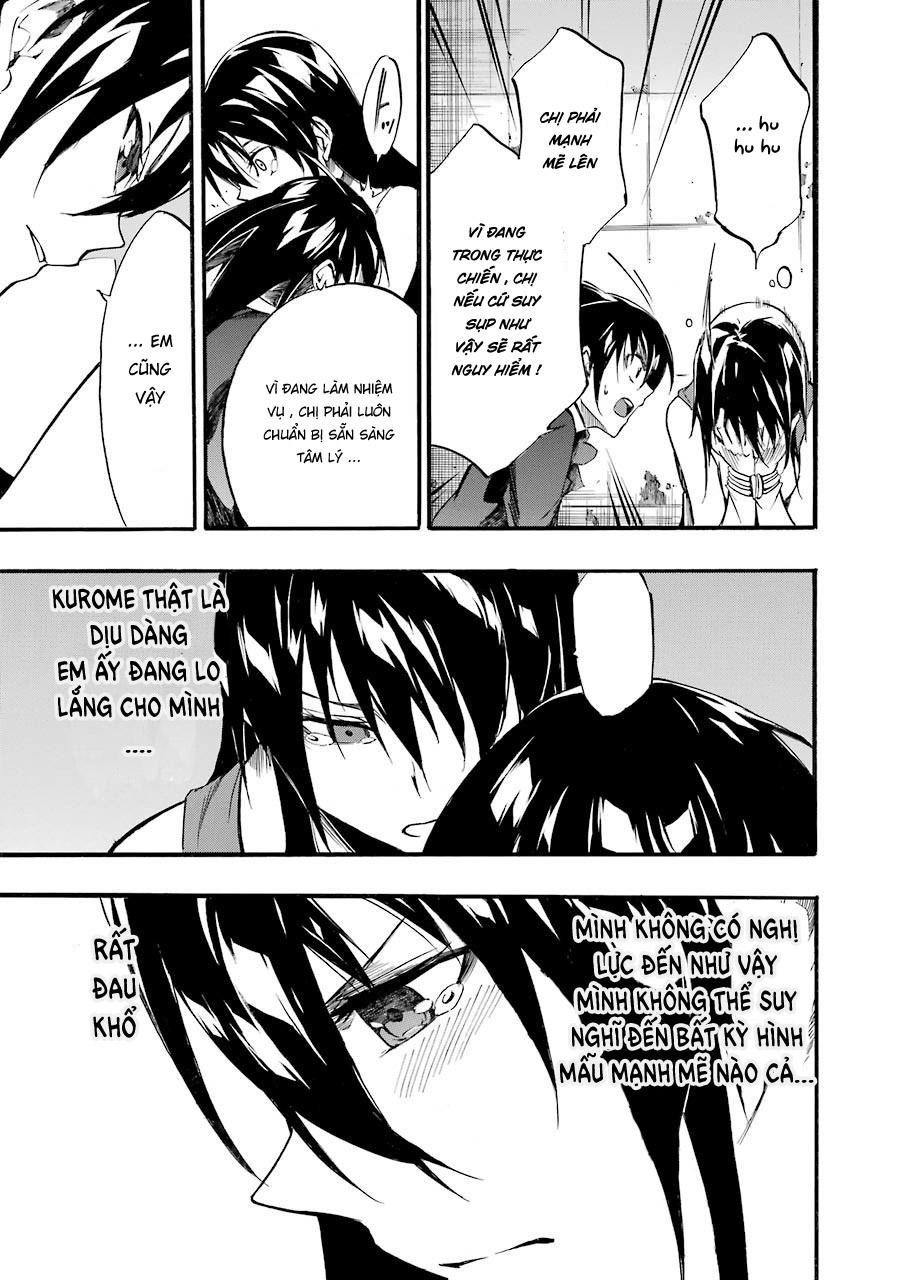 ... HU
HU HU
CHỊ PHẢI
MẠNH
MẼ LÊN
VÌ ĐANG
TRONG THỰC
CHIẾN , CHỊ
NẾU CỨ SUY
SỤP NHƯ
VẬY SẼ RẤT
NGUY HIỂM !
VÌ ĐANG LÀM NHIỆM
VỤ , CHỊ PHẢI LUÔN
CHUẨN BỊ SẴN SÀNG
TÂM LÝ ...
... EM
CŨNG
VẬY
KUROME THẬT LÀ
DỊU DÀNG
EM ẤY ĐANG LO
LẮNG CHO MÌNH
....
MÌNH KHÔNG CÓ NGHỊ
LỰC ĐẾN NHƯ VẬY
MÌNH KHÔNG THỂ SUY
NGHĨ ĐẾN BẤT KỲ HÌNH
MẪU MẠNH MẼ NÀO CẢ...
RẤT
ĐAU
KHỔ